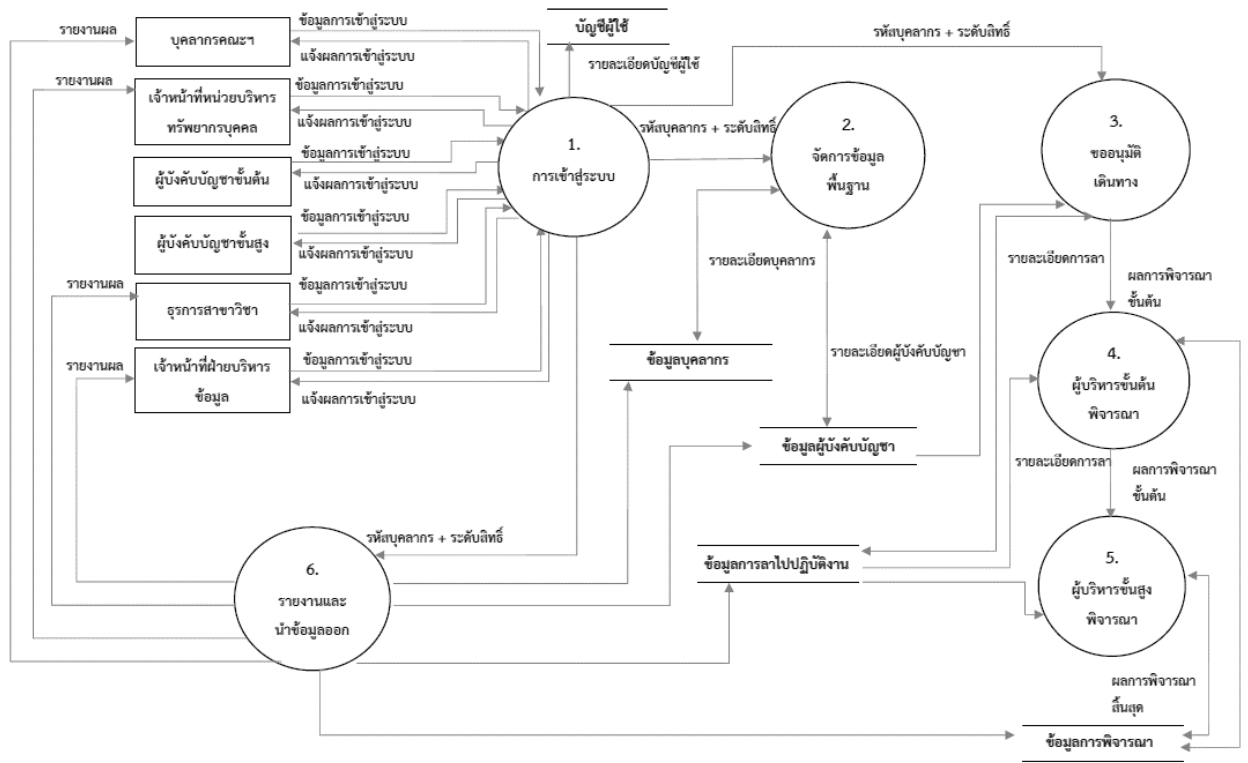 รายงานผล
บุคลากรคณะฯ
ข้อมูลการเข้าสู่ระบบ
แจ้งผลการเข้าสู่ระบบ
บัญชีผู้ใช้
รายละเอียดบัญชีผู้ใช้
รหัสบุคลากร + ระดับสิทธิ์
รายงานผล
เจ้าหน้าที่หน่วยบริหาร
ทรัพยากรบุคคล
ข้อมูลการเข้าสู่ระบบ
แจ้งผลการเข้าสู่ระบบ
ผู้บังคับบัญชาขั้นต้น
ข้อมูลการเข้าสู่ระบบ
แจ้งผลการเข้าสู่ระบบ
ผู้บังคับบัญชาขั้นสูง
ข้อมูลการเข้าสู่ระบบ
แจ้งผลการเข้าสู่ระบบ
รายงานผล
ธุรการสาขาวิชา
ข้อมูลการเข้าสู่ระบบ
แจ้งผลการเข้าสู่ระบบ
รายงานผล
เจ้าหน้าที่ฝ่ายบริหาร
ข้อมูล
ข้อมูลการเข้าสู่ระบบ
แจ้งผลการเข้าสู่ระบบ
1.
การเข้าสู่ระบบ
รหัสบุคลากร + ระดับสิทธิ์
2.
จัดการข้อมูล
พื้นฐาน
3.
ขออนุมัติ
เดินทาง
รายละเอียดบุคลากร
รายละเอียดการลา
ผลการพิจารณา
ขั้นต้น
ข้อมูลบุคลากร
รายละเอียดผู้บังคับบัญชา
4.
ผู้บริหารขั้นต้น
พิจารณา
ข้อมูลผู้บังคับบัญชา
รายละเอียดการลา
ผลการพิจารณา
ขั้นต้น
รหัสบุคลากร + ระดับสิทธิ์
6.
รายงานและ
นำข้อมูลออก
ข้อมูลการลาไปปฏิบัติงาน
5.
ผู้บริหารขั้นสูง
พิจารณา
ผลการพิจารณา
สิ้นสุด
ข้อมูลการพิจารณา